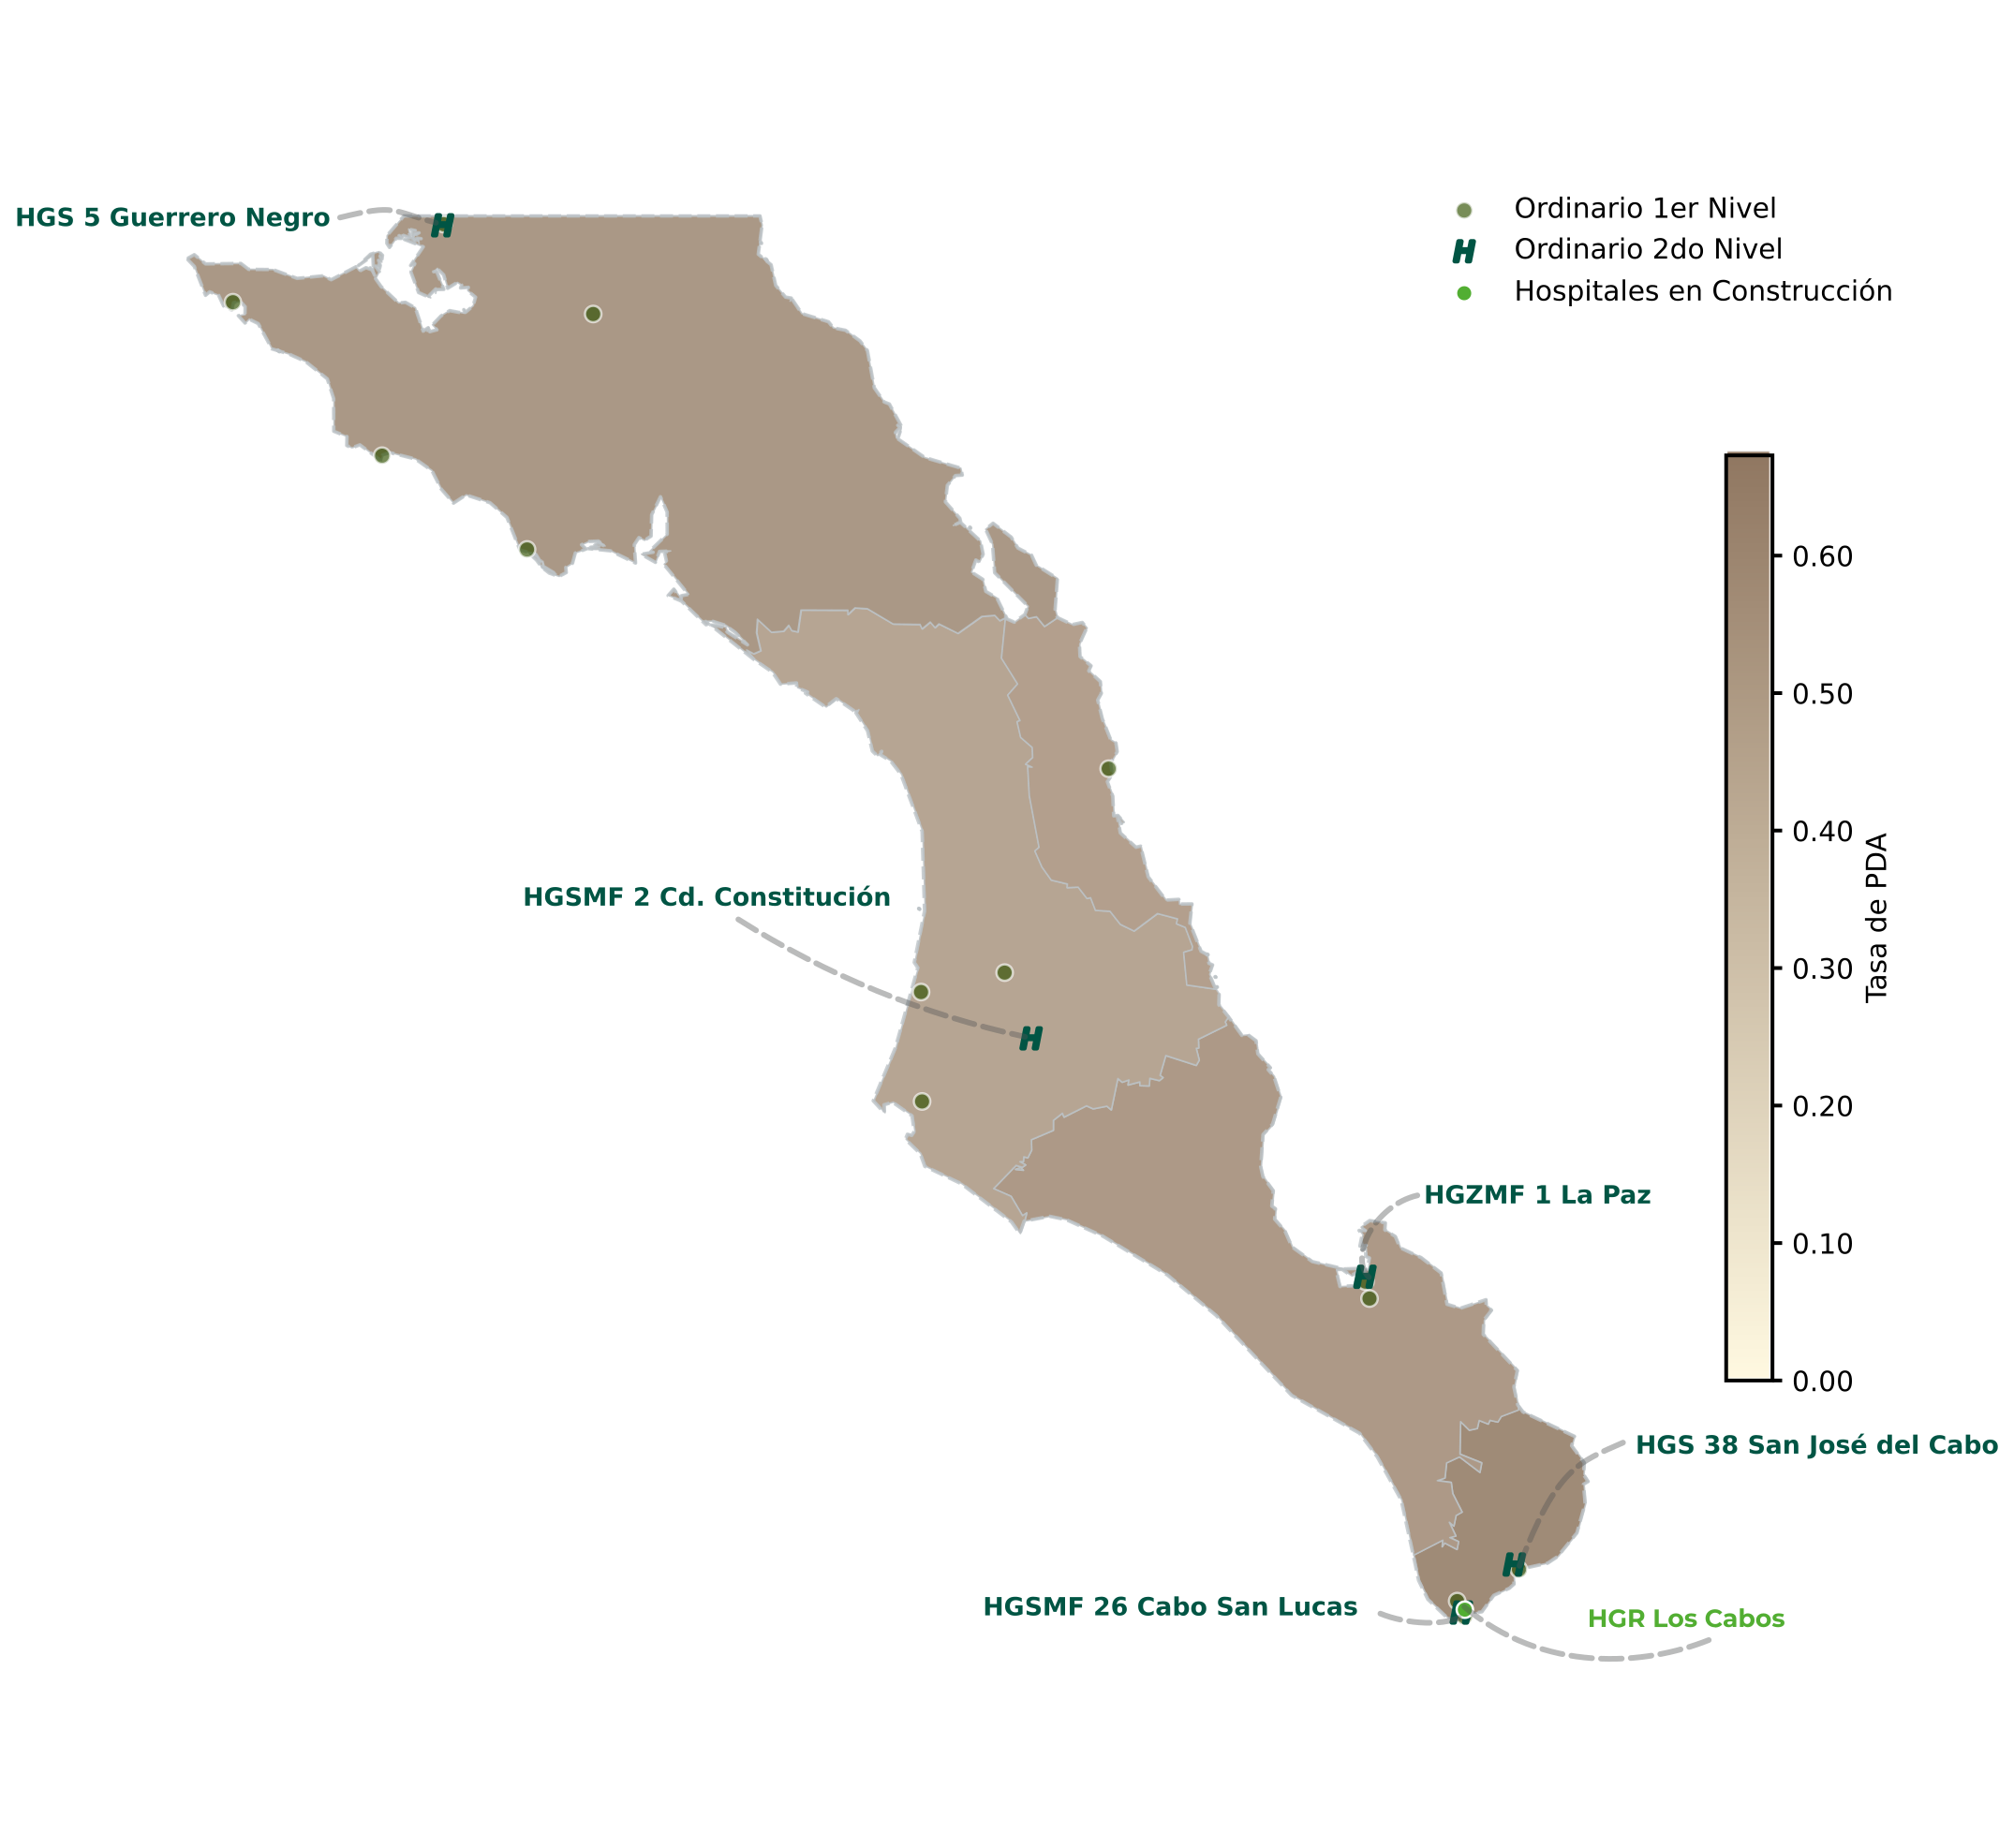 HGS 5 Guerrero Negro
Ordinario 1er Nivel
H Ordinario 2do Nivel
Hospitales en Construcción
H
0.60
0.50
0.40
0.30
0.20
0.10
0.00
Tasa de PDA
HGSMF 2 Cd. Constitución
H
HGZMF 1 La Paz
H
HGS 38 San José del Cabo
H
HGSMF 26 Cabo San Lucas
H
HGR Los Cabos